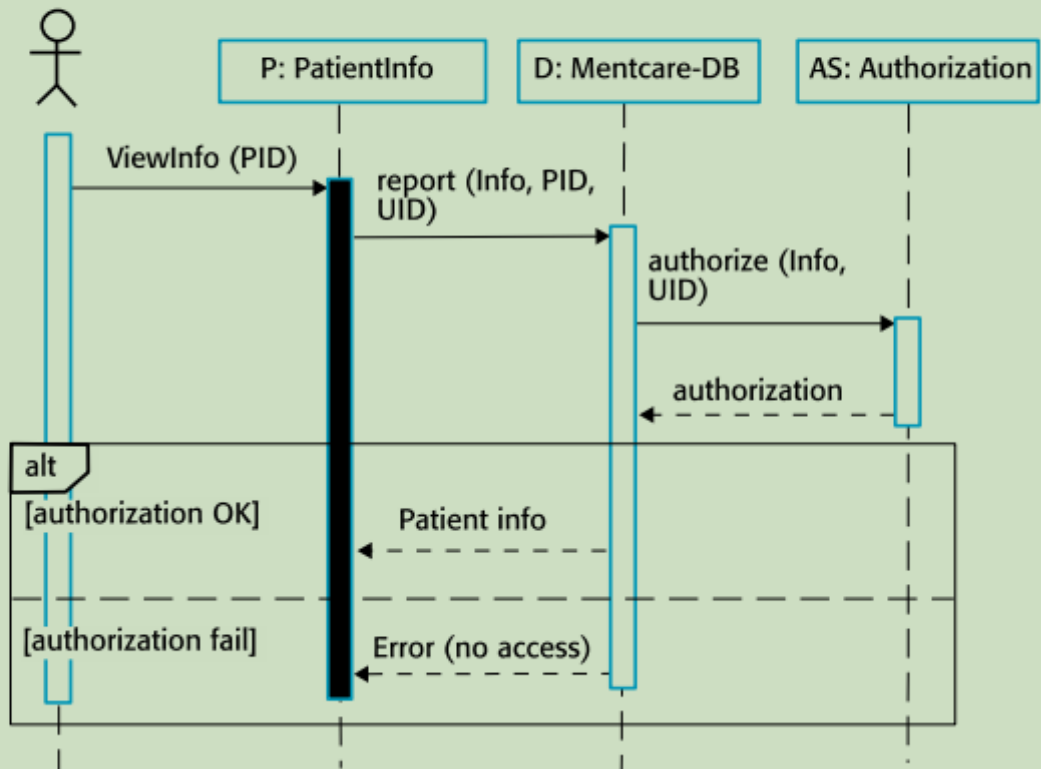 P: PatientInfo
D: Mentcare-DB
AS: Authorization
ViewInfo (PID)
report (Info, PID,
UID)
authorize (Info,
UID)
authorization
alt
[authorization OK]
Patient info
[authorization fail]
Error (no access)